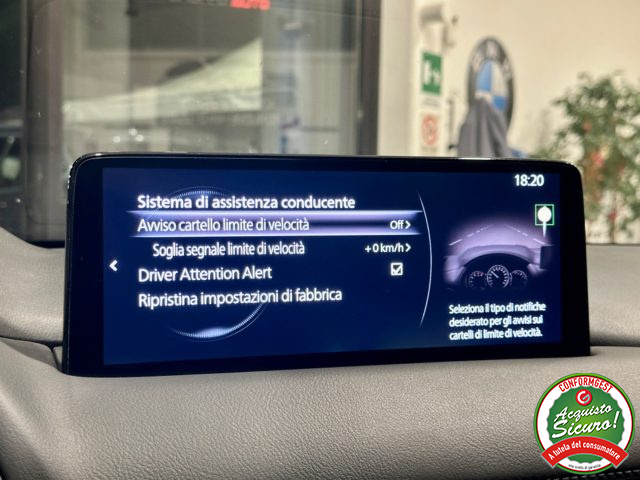 18:20
Sistema di assistenza conducente
Avviso cartello limite di velocità Off
Soglia segnale limite di velocità +0 km/h
Driver Attention Alert
Ripristina impostazioni di fabbrica
Seleziona il tipo di notifiche
desiderato per gli avvisi sui
cartelli di limite di velocità.
CONFORMGEST
Acquisto
Sicuro!
A tutela del consumatore